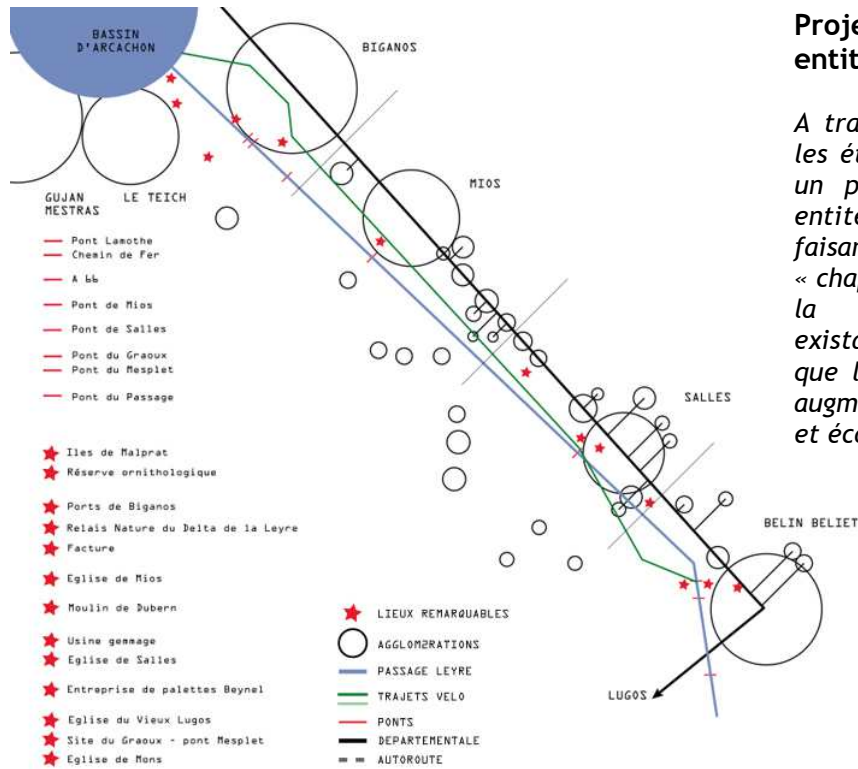 BASSIN
D'ARCACHON
BIGANOS
GUJAN
MESTRAS
LE TEICH
MIOS
Pont Lamothe
Chemin de Fer
A 66
Pont de Mios
Pont de Salles
Pont du Graoux
Pont du Mesplet
Pont du Passage
SALLES
BELIN BELIET
LUGOS
Iles de Malprat
Réserve ornithologique
Ports de Biganos
Relais Nature du Delta de la Leyre
Facture
Eglise de Mios
Moulin de Dubern
Usine gemmage
Eglise de Salles
Entreprise de palettes Beynel
Eglise du Vieux Lugos
Site du Graoux - pont Mesplet
Eglise de Mons
LIEUX REMARQUABLES
AGGLOM2RATIONS
PASSAGE LEYRE
TRAJETS VELO
PONTS
DEPARTEMENTALE
AUTOROUTE
Proje
entit
A tra
les ét
un p
entité
faisar
« chap
la
exista
que l
augm
et éco